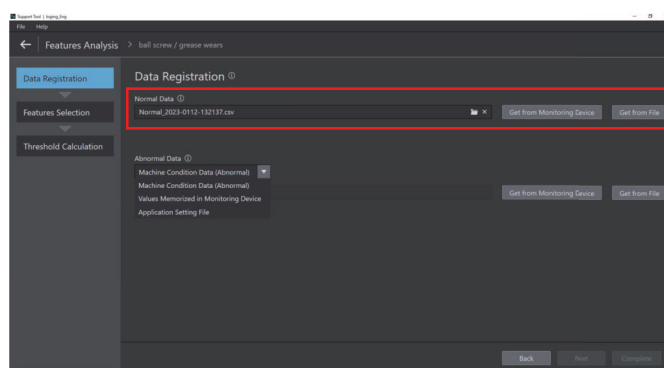 Support Tool | Inging_Eng
File Help
Features Analysis > ball screw / grease wears
Data Registration
Features Selection
Threshold Calculation
Data Registration
Normal Data
Normal_2023-0112-132137.csv
Get from Monitoring Device
Get from File
Abnormal Data
Machine Condition Data (Abnormal)
Machine Condition Data (Abnormal)
Values Memorized in Monitoring Device
Application Setting File
Get from Monitoring Device
Get from File
Back
Next
Complete